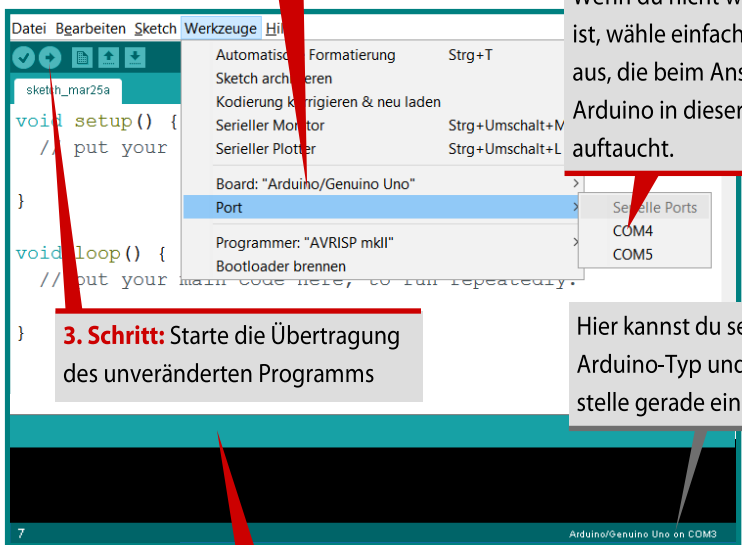 Wenn du nicht
ist, wähle einfach
aus, die beim
Arduino in dieser
auftaucht.
Datei Bearbeiten Sketch Werkzeuge
sketch_mar25a
Automatische Formatierung Strg+T
Sketch archivieren
Kodierung korrigieren & neu laden
Serieller Monitor Strg+Umschalt+M
Serieller Plotter Strg+Umschalt+L
Board: "Arduino/Genuino Uno"
Port
Programmer: "AVRISP mkII"
Bootloader brennen
Serielle Ports
COM4
COM5
void setup() {
// put your
}
void loop() {
// put your main code here, to run repeatedly:
}
3. Schritt: Starte die Übertragung
des unveränderten Programms
Hier kannst du
Arduino-Typ und
stelle gerade
7
Arduino/Genuino Uno on COM3